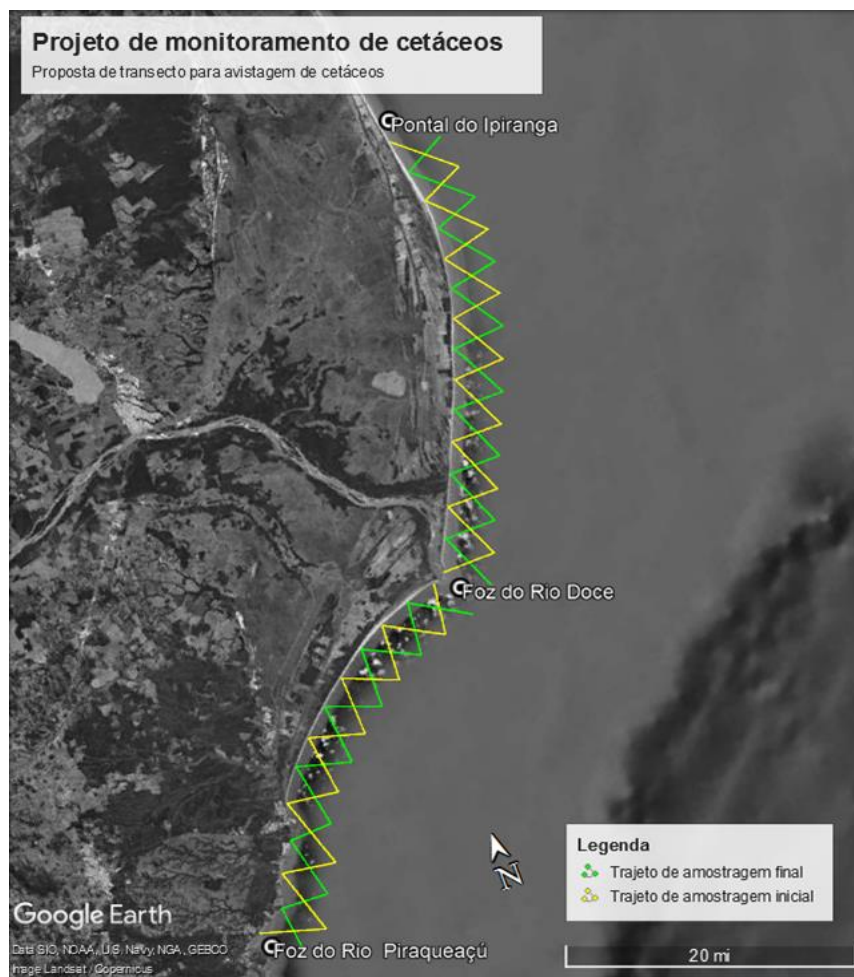 Projeto de monitoramento de cetáceos
Proposta de transecto para avistagem de cetáceos
Pontal do Ipiranga
Foz do Rio Doce
N
Legenda
Trajeto de amostragem final
Trajeto de amostragem inicial
Google Earth
Data SIO, NOAA, U.S. Navy, NGA, GEBCO
Image Landsat / Copernicus
Foz do Rio Piraqueaçú
20 mi